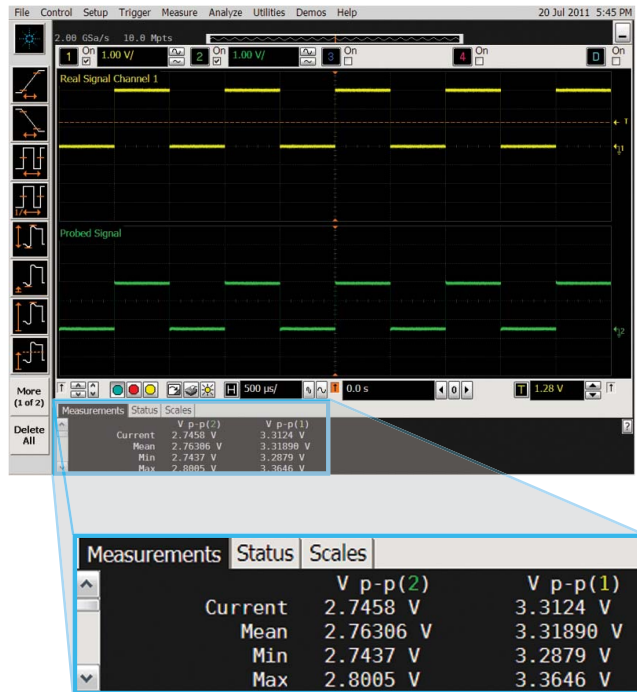 File Control Setup Trigger Measure Analyze Utilities Demos Help 20 Jul 2011 5:45 PM
2.00 GSa/s 10.0 Mpts
1 On 1.00 V/ 2 On 1.00 V/ 3 On 4 On D On
Real Signal Channel 1
T
1
Probed Signal
2
1/
More
(1 of 2)
Delete
All
H 500 µs/ 0.0 s 0 T 1.28 V
Measurements Status Scales
V p-p(2) V p-p(1)
Current 2.7458 V 3.3124 V
Mean 2.76306 V 3.31890 V
Min 2.7437 V 3.2879 V
Max 2.8005 V 3.3646 V
?
Measurements Status Scales
V p-p(2) V p-p(1)
Current 2.7458 V 3.3124 V
Mean 2.76306 V 3.31890 V
Min 2.7437 V 3.2879 V
Max 2.8005 V 3.3646 V